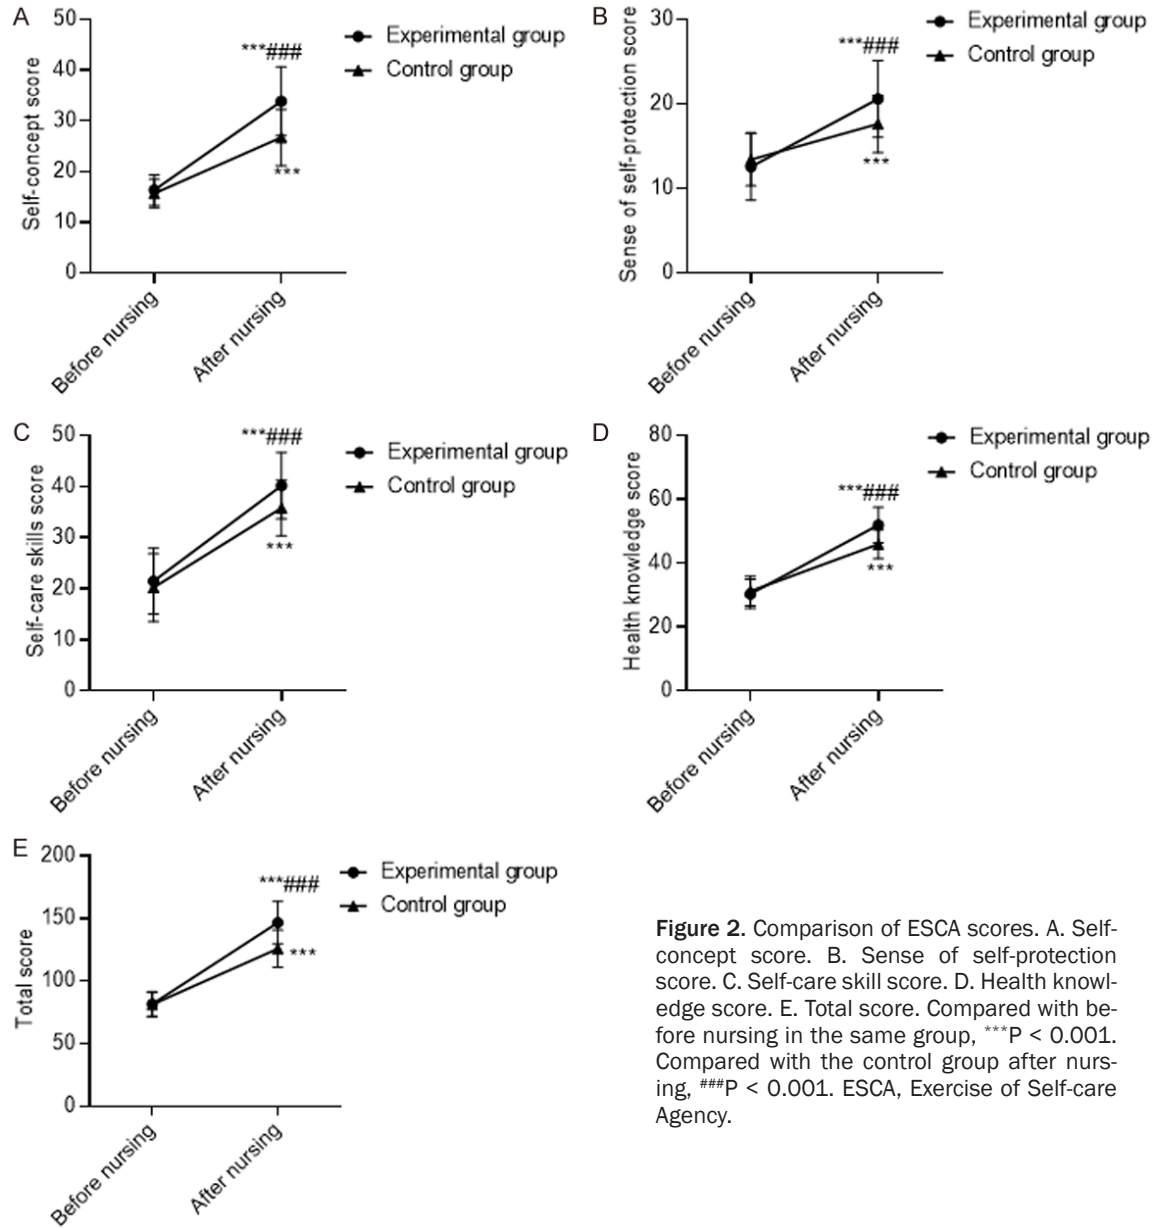 A
Self-concept score
50
40
30
20
10
0
***###
***
Before nursing
After nursing
Experimental group
Control group
B
Sense of self-protection score
30
20
10
0
***###
***
Before nursing
After nursing
Experimental group
Control group
C
Self-care skills score
50
40
30
20
10
0
***###
***
Before nursing
After nursing
Experimental group
Control group
D
Health knowledge score
80
60
40
20
0
***###
***
Before nursing
After nursing
Experimental group
Control group
E
Total score
200
150
100
50
0
***###
***
Before nursing
After nursing
Experimental group
Control group
Figure 2. Comparison of ESCA scores. A. Self-
concept score. B. Sense of self-protection
score. C. Self-care skill score. D. Health knowl-
edge score. E. Total score. Compared with be-
fore nursing in the same group, ***P < 0.001.
Compared with the control group after nurs-
ing, ###P < 0.001. ESCA, Exercise of Self-care
Agency.